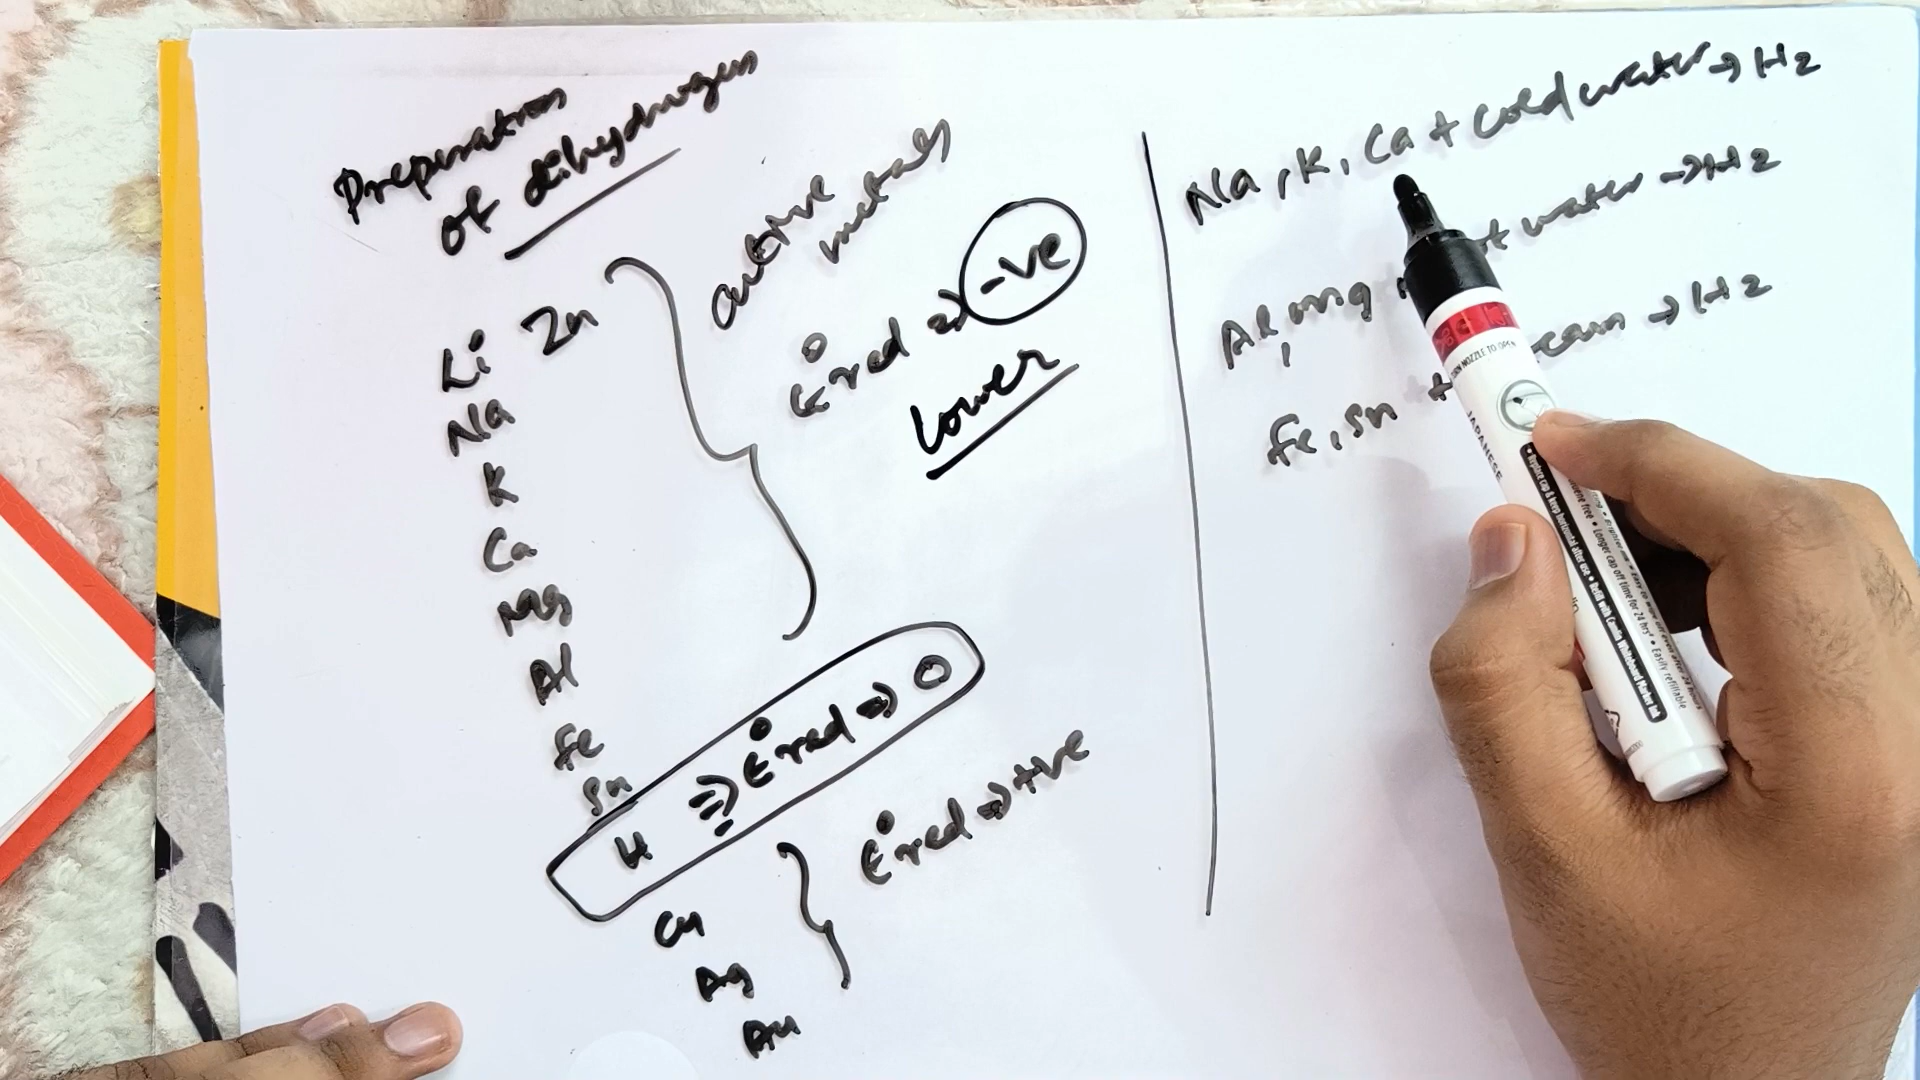 Preparation
of dihydrogen
Li Zn
Na
K
Ca
Mg
Al
Fe
Sn
H ⇒ E°red ⇒ 0
Cu
Ag
Au
active
metals
E°red ⇒ -ve
lower
E°red ⇒ +ve
Na, K, Ca + cold water → H2
Al, mg water → H2
Fe, Sn + → H2
JAPANESE